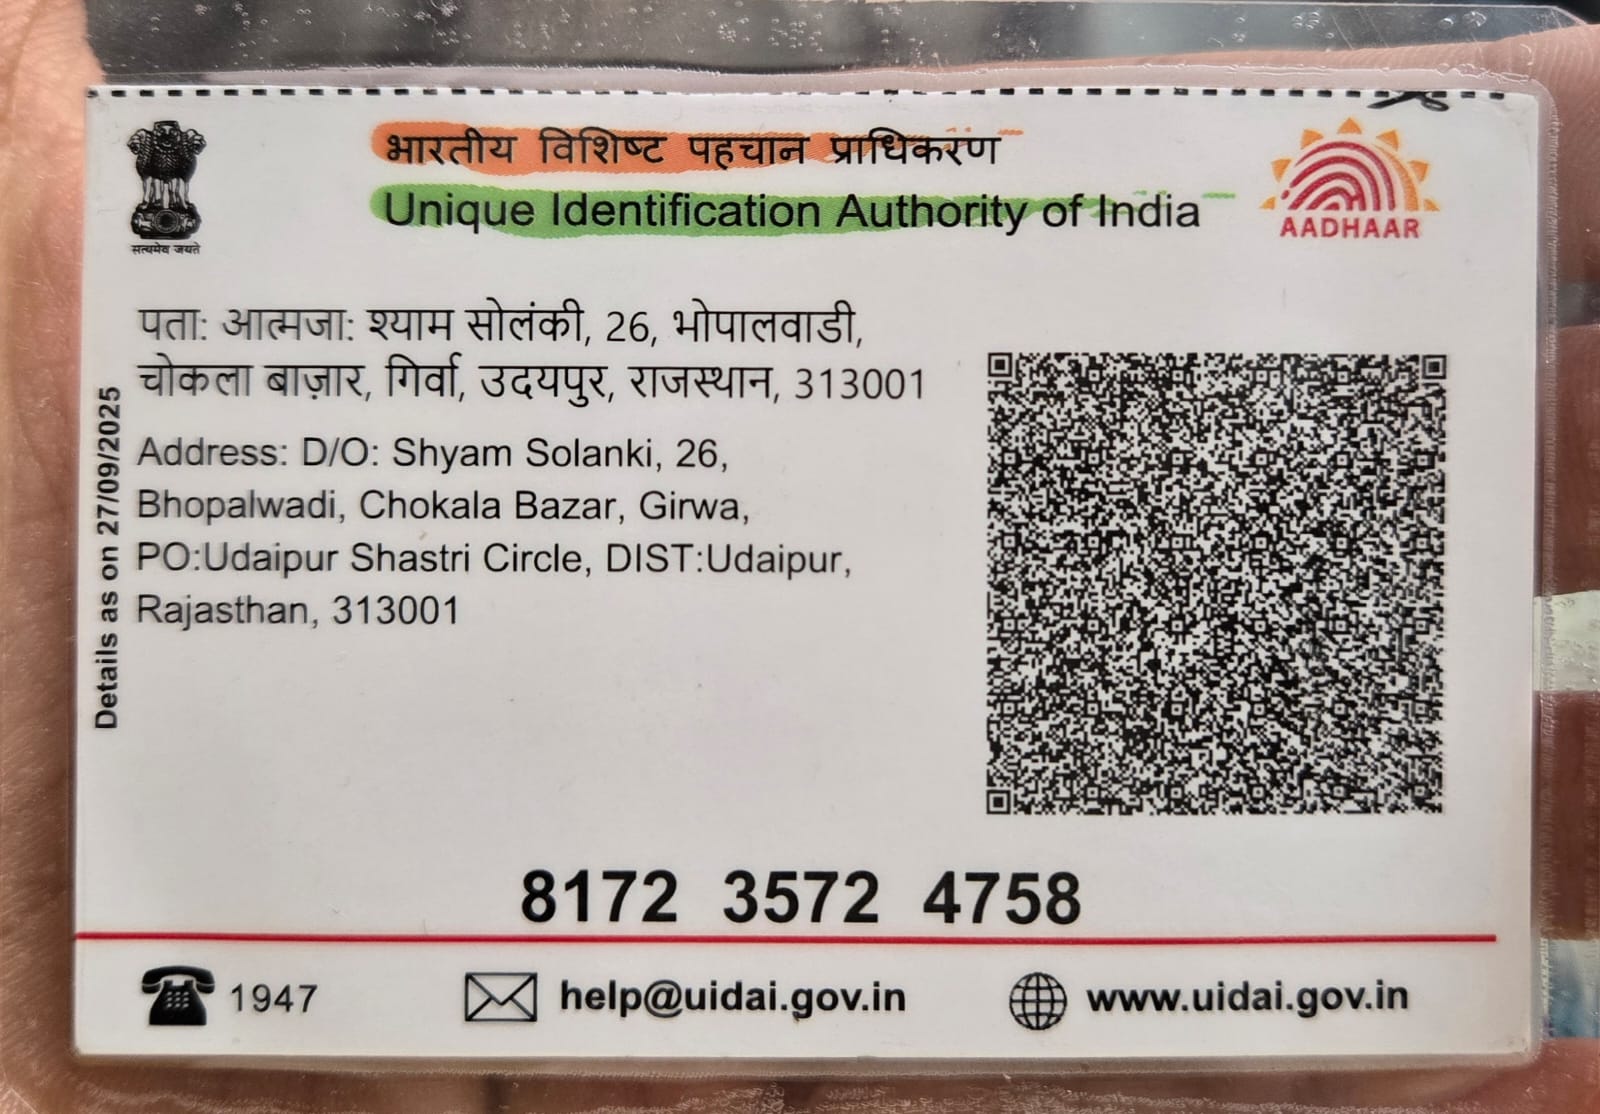 भारतीय विशिष्ट पहचान प्राधिकरण
Unique Identification Authority of India
AADHAAR
सत्यमेव जयते
पता: आत्मजा: श्याम सोलंकी, 26, भोपालवाडी,
चोकला बाज़ार, गिर्वा, उदयपुर, राजस्थान, 313001
Address: D/O: Shyam Solanki, 26,
Bhopalwadi, Chokala Bazar, Girwa,
PO:Udaipur Shastri Circle, DIST:Udaipur,
Rajasthan, 313001
Details as on 27/09/2025
8172 3572 4758
1947
help@uidai.gov.in
www.uidai.gov.in